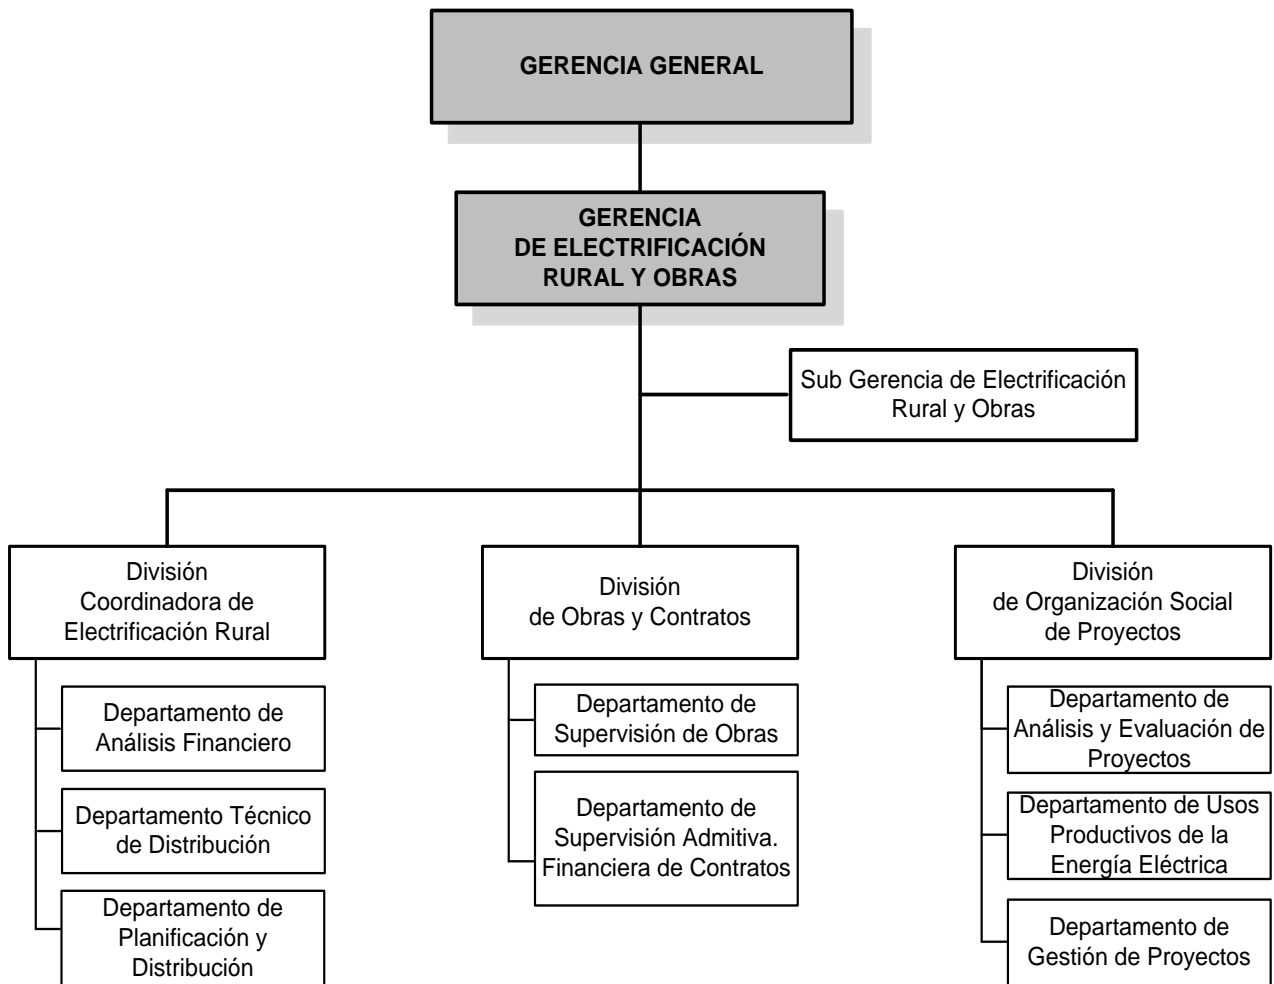 GERENCIA GENERAL
GERENCIA
DE ELECTRIFICACIÓN
RURAL Y OBRAS
Sub Gerencia de Electrificación
Rural y Obras
División
Coordinadora de
Electrificación Rural
Departamento de
Análisis Financiero
Departamento Técnico
de Distribución
Departamento de
Planificación y
Distribución
División
de Obras y Contratos
Departamento de
Supervisión de Obras
Departamento de
Supervisión Admitiva.
Financiera de Contratos
División
de Organización Social
de Proyectos
Departamento de
Análisis y Evaluación de
Proyectos
Departamento de Usos
Productivos de la
Energía Eléctrica
Departamento de
Gestión de Proyectos